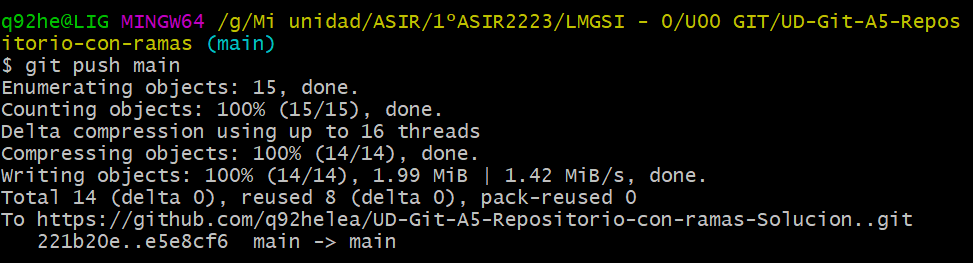 q92he@LIG MINGW64 /g/Mi unidad/ASIR/1ºASIR2223/LMGSI - O/U00 GIT/UD-Git-A5-Repos
itorio-con-ramas (main)
$ git push main
Enumerating objects: 15, done.
Counting objects: 100% (15/15), done.
Delta compression using up to 16 threads
Compressing objects: 100% (14/14), done.
Writing objects: 100% (14/14), 1.99 MiB | 1.42 MiB/s, done.
Total 14 (delta 0), reused 8 (delta 0), pack-reused 0
To https://github.com/q92helea/UD-Git-A5-Repositorio-con-ramas-Solucion..git
   221b20e..e5e8cf6  main -> main